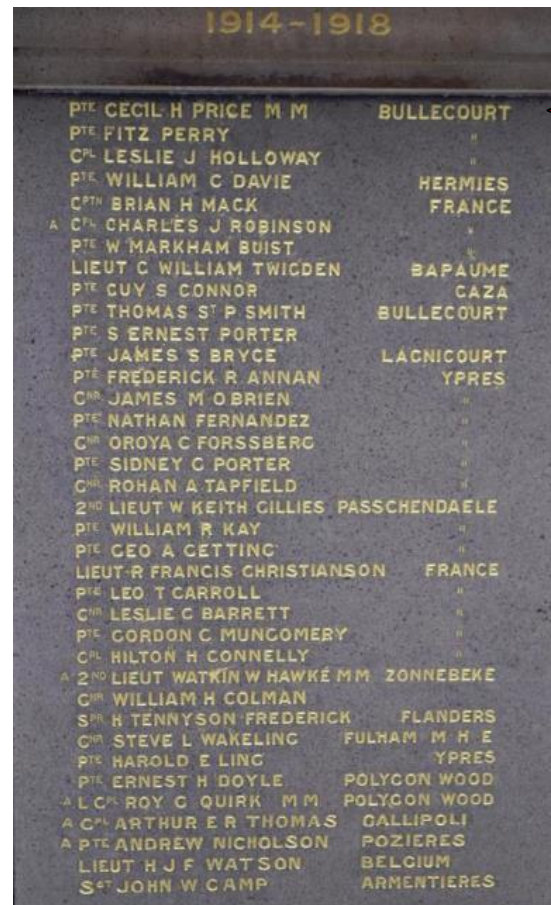 1914-1918
PTE CECIL H PRICE M M BULLECOURT
PTE FITZ PERRY "
CPL LESLIE J HOLLOWAY "
PTE WILLIAM C DAVIE HERMIES
CPTN BRIAN H MACK FRANCE
A CPL CHARLES J ROBINSON "
PTE W MARKHAM BUIST "
LIEUT C WILLIAM TWIGDEN BAPAUME
PTE GUY S CONNOR GAZA
PTE THOMAS ST P SMITH BULLECOURT
PTE S ERNEST PORTER
PTE JAMES S BRYCE LAGNICOURT
PTE FREDERICK R ANNAN YPRES
GNR JAMES M O'BRIEN "
PTE NATHAN FERNANDEZ "
GNR OROYA C FORSSBERG "
PTE SIDNEY G PORTER "
GNR ROHAN A TAPFIELD "
2ND LIEUT W KEITH GILLIES PASSCHENDAELE
PTE WILLIAM R KAY "
PTE GEO A GETTING "
LIEUT R FRANCIS CHRISTIANSON FRANCE
PTE LEO T CARROLL "
GNR LESLIE C BARRETT "
PTE GORDON C MUNGOMERY "
CPL HILTON H CONNELLY "
A 2ND LIEUT WATKIN W HAWKE M M ZONNEBEKE
GNR WILLIAM H COLMAN
SPR H TENNYSON FREDERICK FLANDERS
GNR STEVE L WAKELING FULHAM M H E
PTE HAROLD E LING YPRES
PTE ERNEST H DOYLE POLYGON WOOD
A L CPL ROY G QUIRK M M POLYGON WOOD
A CPL ARTHUR E R THOMAS GALLIPOLI
A PTE ANDREW NICHOLSON POZIERES
LIEUT H J F WATSON BELGIUM
SGT JOHN W CAMP ARMENTIERES